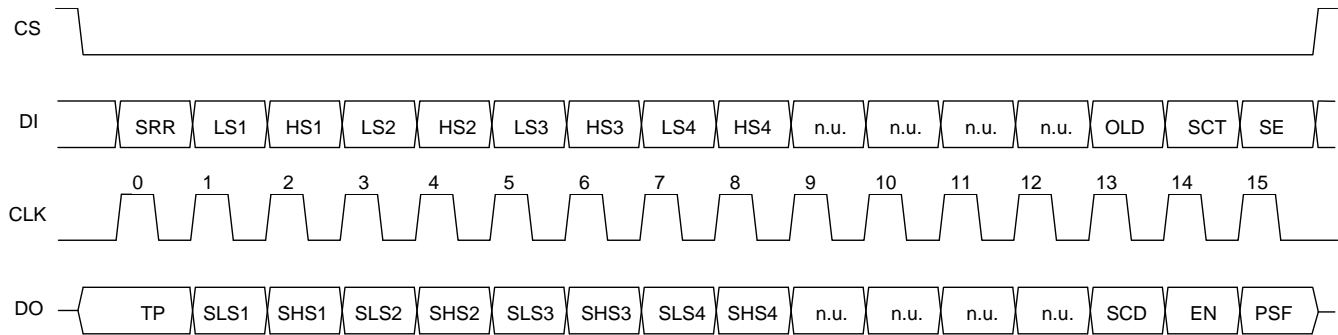 CS
DI SRR LS1 HS1 LS2 HS2 LS3 HS3 LS4 HS4 n.u. n.u. n.u. n.u. OLD SCT SE
0 1 2 3 4 5 6 7 8 9 10 11 12 13 14 15
CLK
DO TP SLS1 SHS1 SLS2 SHS2 SLS3 SHS3 SLS4 SHS4 n.u. n.u. n.u. n.u. SCD EN PSF